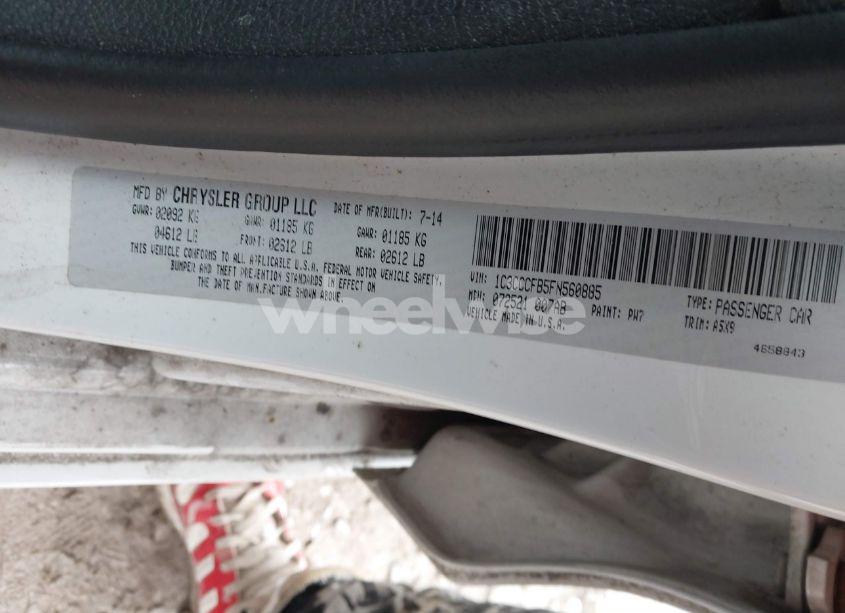 MFD BY CHRYSLER GROUP LLC
DATE OF MFR(BUILT): 7-14
GVWR: 02092 KG
GAWR: 01185 KG
GAWR: 01185 KG
04612 LB
FRONT: 02612 LB
REAR: 02612 LB
THIS VEHICLE CONFORMS TO ALL APPLICABLE U.S.A. FEDERAL MOTOR VEHICLE SAFETY,
BUMPER AND THEFT PREVENTION STANDARDS IN EFFECT ON
THE DATE OF MANUFACTURE SHOWN ABOVE.
VIN: 1C3CCCFB5FN560885
MDH: 072521 007AB
PAINT: PW7
TYPE: PASSENGER CAR
VEHICLE MADE IN U.S.A.
TRIM: A5X9
4658843
wheelwise